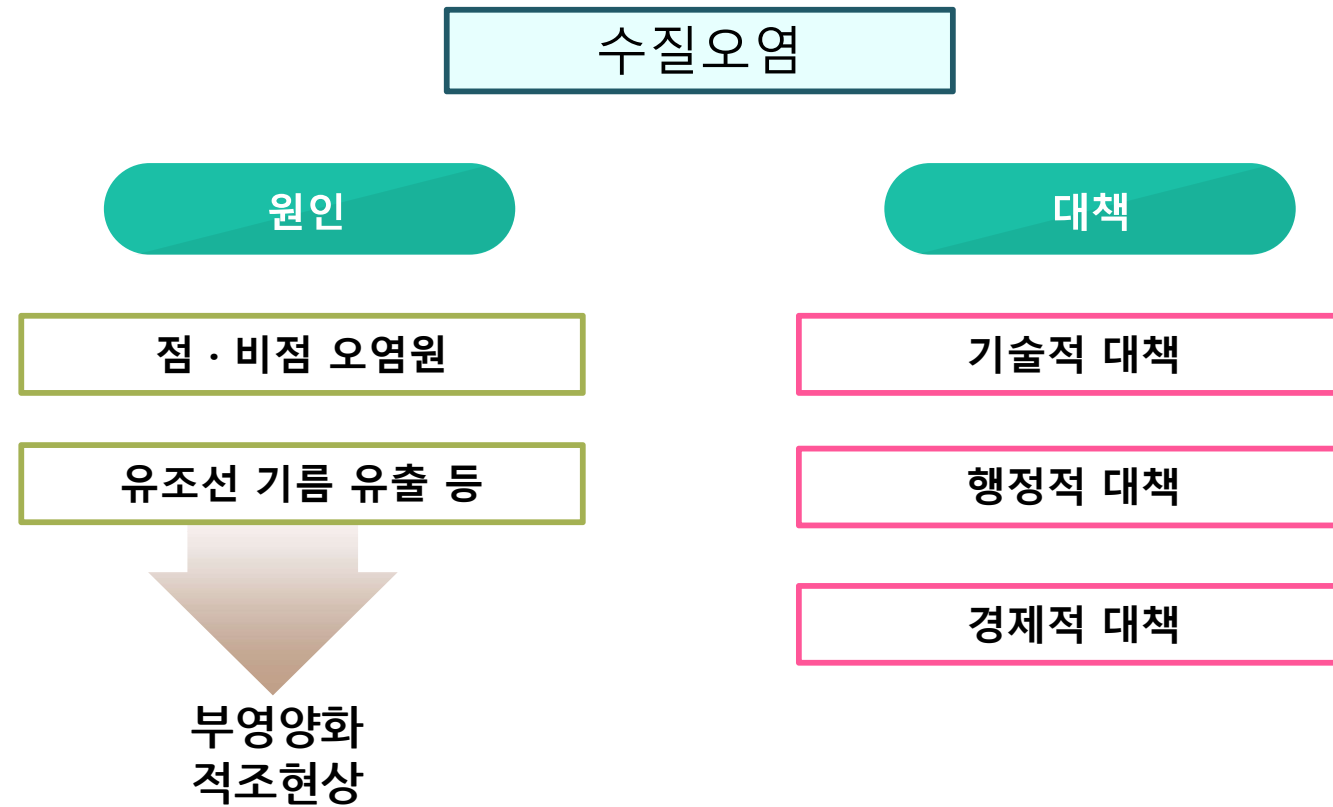 수질오염
원인
점 · 비점 오염원
유조선 기름 유출 등
부영양화
적조현상
대책
기술적 대책
행정적 대책
경제적 대책